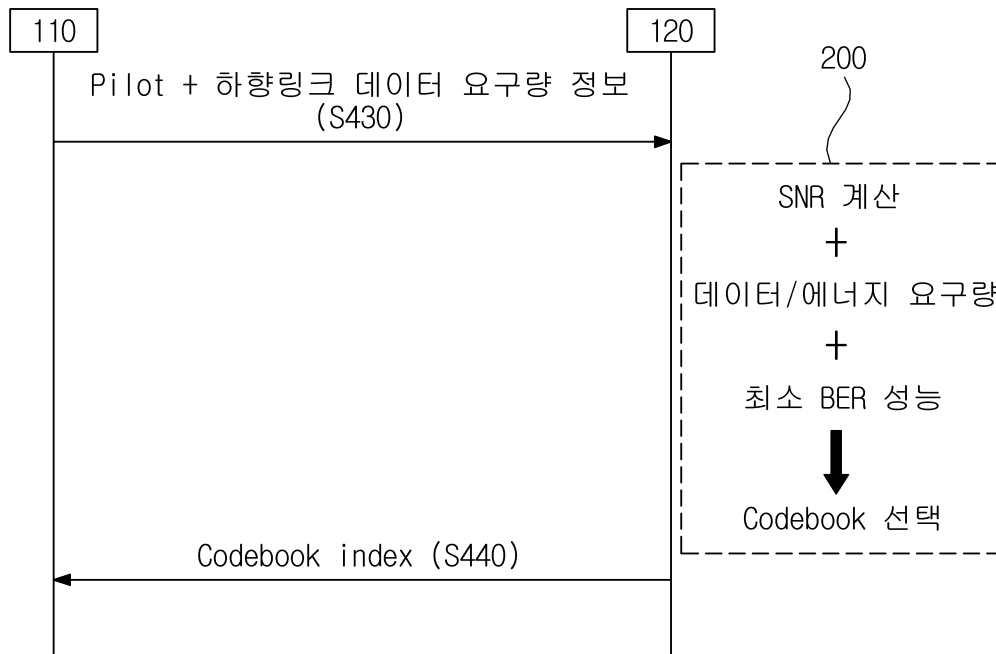 110
120
200
Pilot + 하향링크 데이터 요구량 정보
(S430)
SNR 계산
+
데이터/에너지 요구량
+
최소 BER 성능
Codebook 선택
Codebook index (S440)